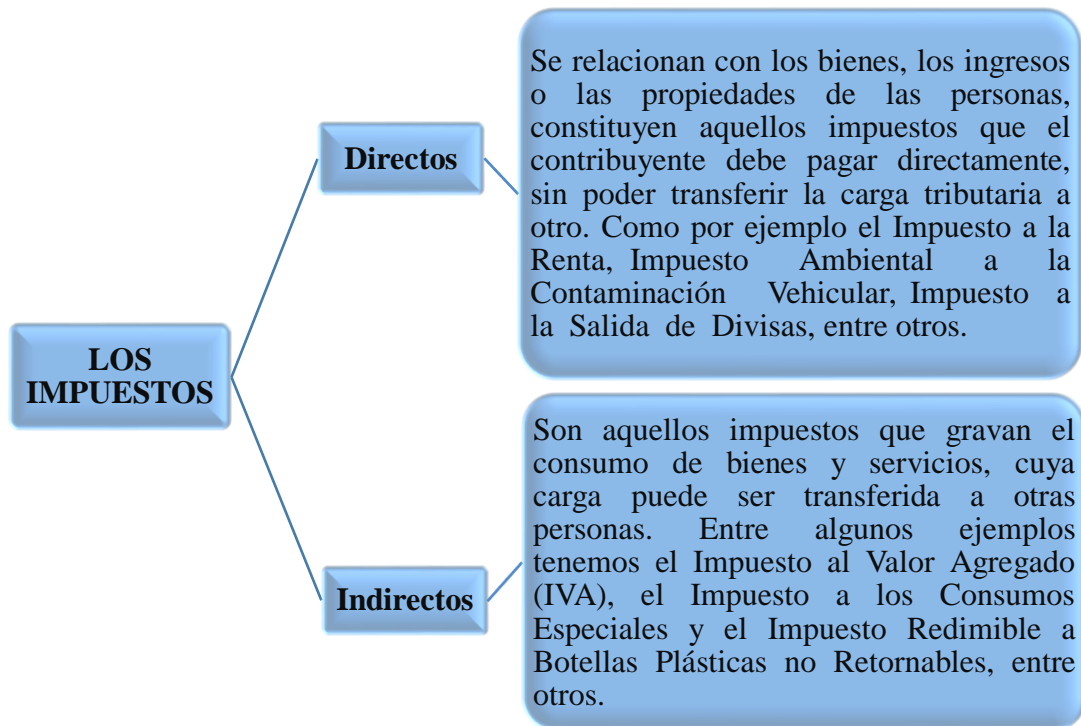 LOS
IMPUESTOS
Directos
Se relacionan con los bienes, los ingresos
o las propiedades de las personas,
constituyen aquellos impuestos que el
contribuyente debe pagar directamente,
sin poder transferir la carga tributaria a
otro. Como por ejemplo el Impuesto a la
Renta, Impuesto Ambiental a la
Contaminación Vehicular, Impuesto a
la Salida de Divisas, entre otros.
Indirectos
Son aquellos impuestos que gravan el
consumo de bienes y servicios, cuya
carga puede ser transferida a otras
personas. Entre algunos ejemplos
tenemos el Impuesto al Valor Agregado
(IVA), el Impuesto a los Consumos
Especiales y el Impuesto Redimible a
Botellas Plásticas no Retornables, entre
otros.